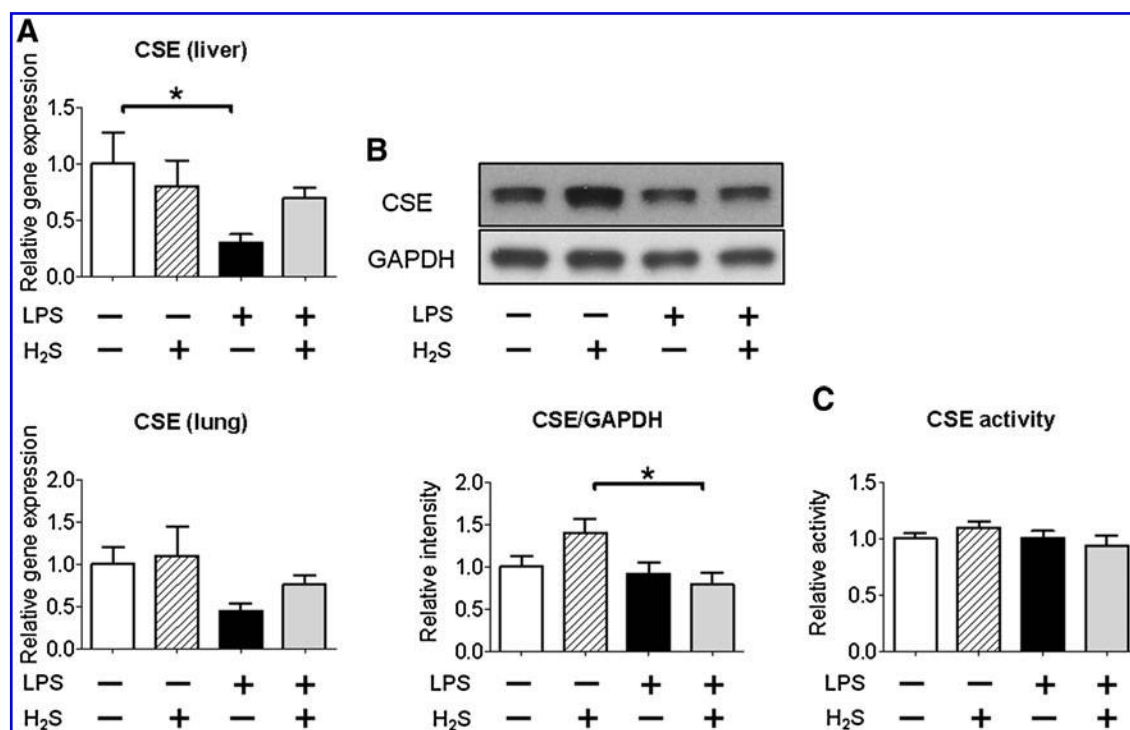 A
CSE (liver)
Relative gene expression
1.5
1.0
0.5
0.0
*
LPS − − + +
H₂S − + − +
B
CSE
GAPDH
LPS − − + +
H₂S − + − +
CSE (lung)
Relative gene expression
2.0
1.5
1.0
0.5
0.0
LPS − − + +
H₂S − + − +
CSE/GAPDH
Relative intensity
2.0
1.5
1.0
0.5
0.0
*
LPS − − + +
H₂S − + − +
C
CSE activity
Relative activity
1.5
1.0
0.5
0.0
LPS − − + +
H₂S − + − +